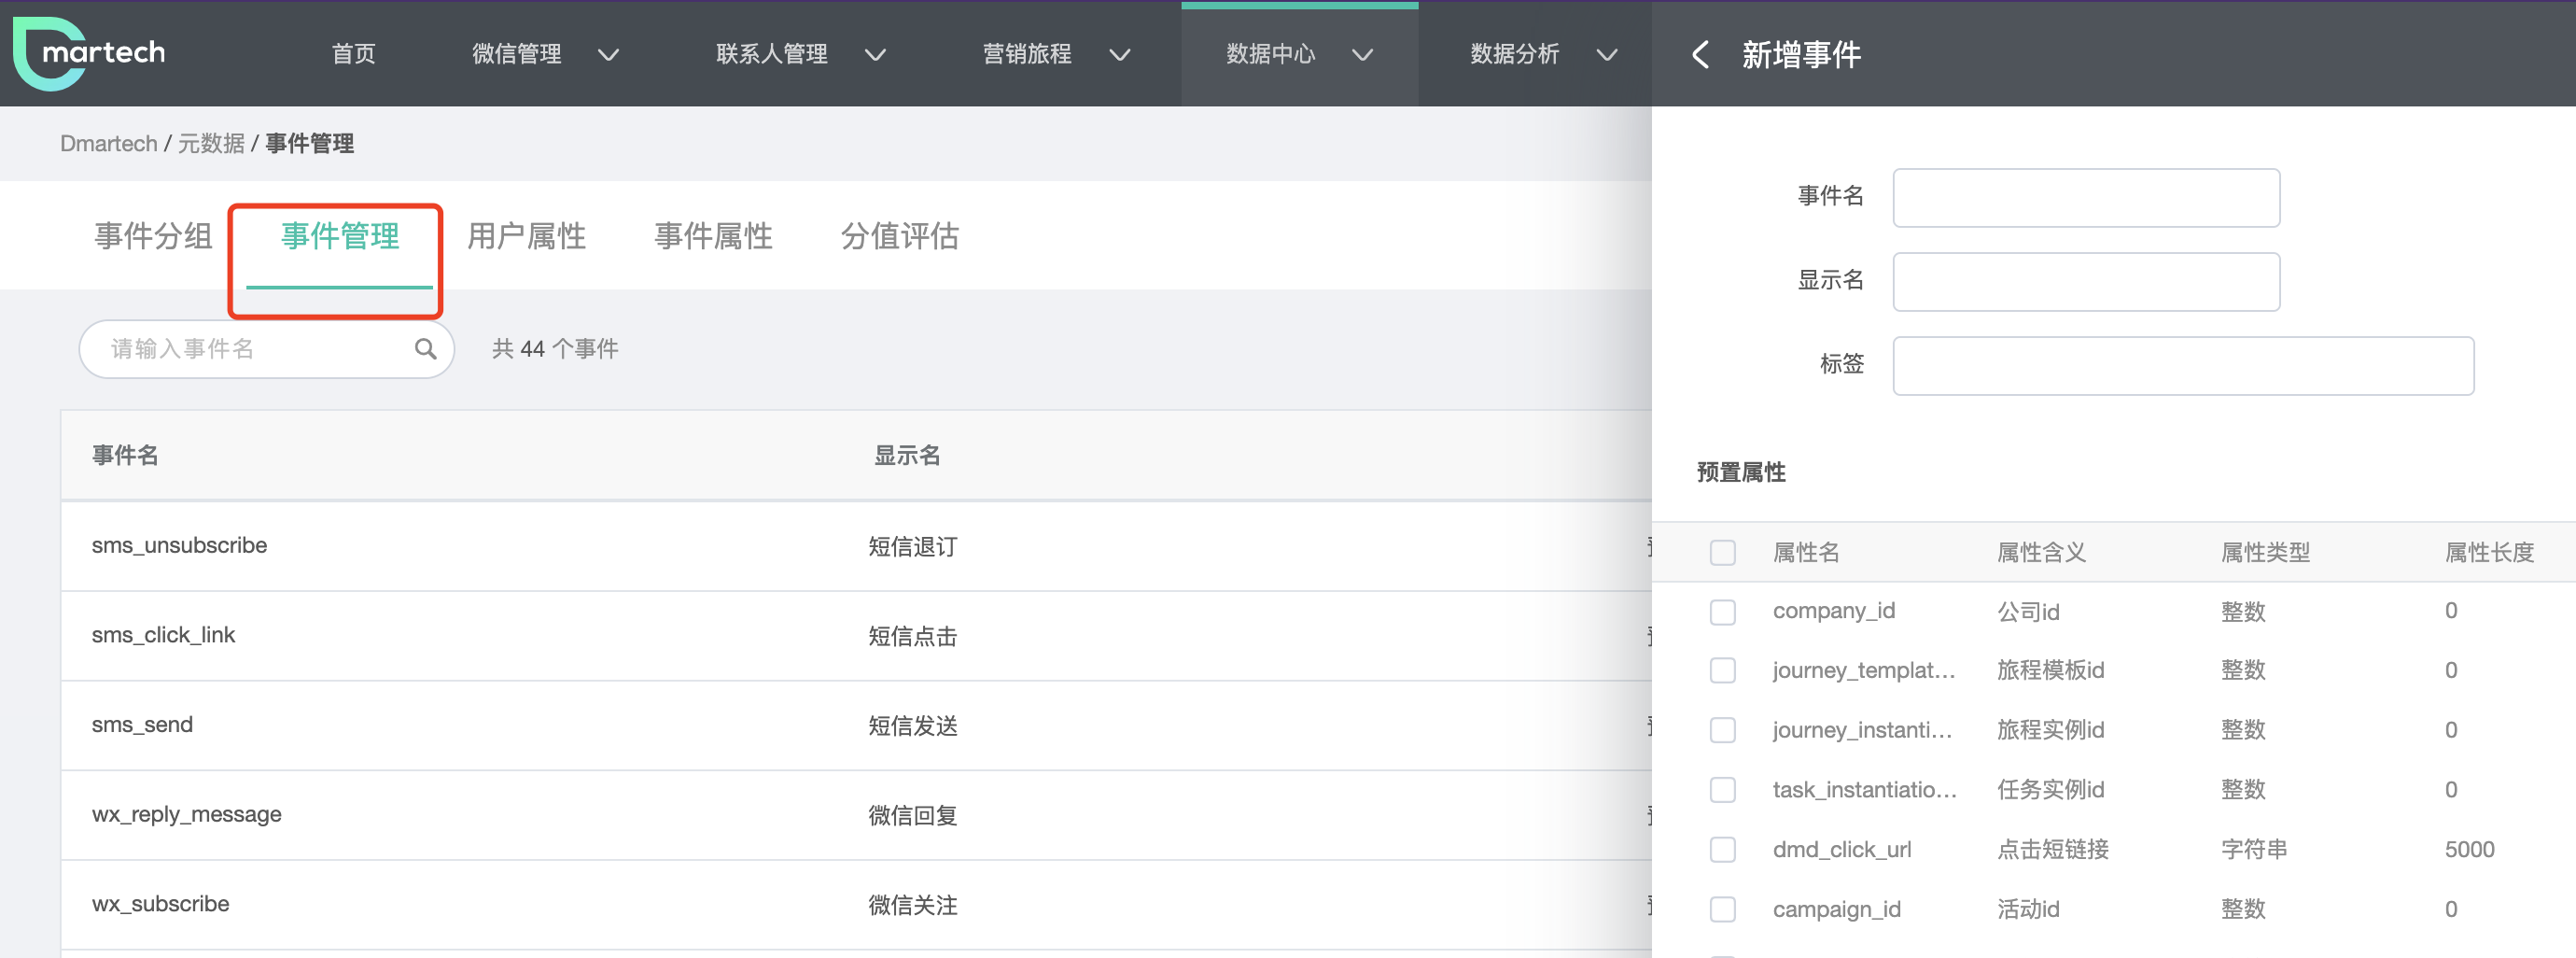 martech
首页
微信管理
联系人管理
营销旅程
数据中心
数据分析
新增事件
Dmartech / 元数据 / 事件管理
事件分组
事件管理
用户属性
事件属性
分值评估
请输入事件名
共 44 个事件
事件名 显示名
sms_unsubscribe 短信退订
sms_click_link 短信点击
sms_send 短信发送
wx_reply_message 微信回复
wx_subscribe 微信关注
事件名
显示名
标签
预置属性
属性名 属性含义 属性类型 属性长度
company_id 公司id 整数 0
journey_templat... 旅程模板id 整数 0
journey_instanti... 旅程实例id 整数 0
task_instantiatio... 任务实例id 整数 0
dmd_click_url 点击短链接 字符串 5000
campaign_id 活动id 整数 0